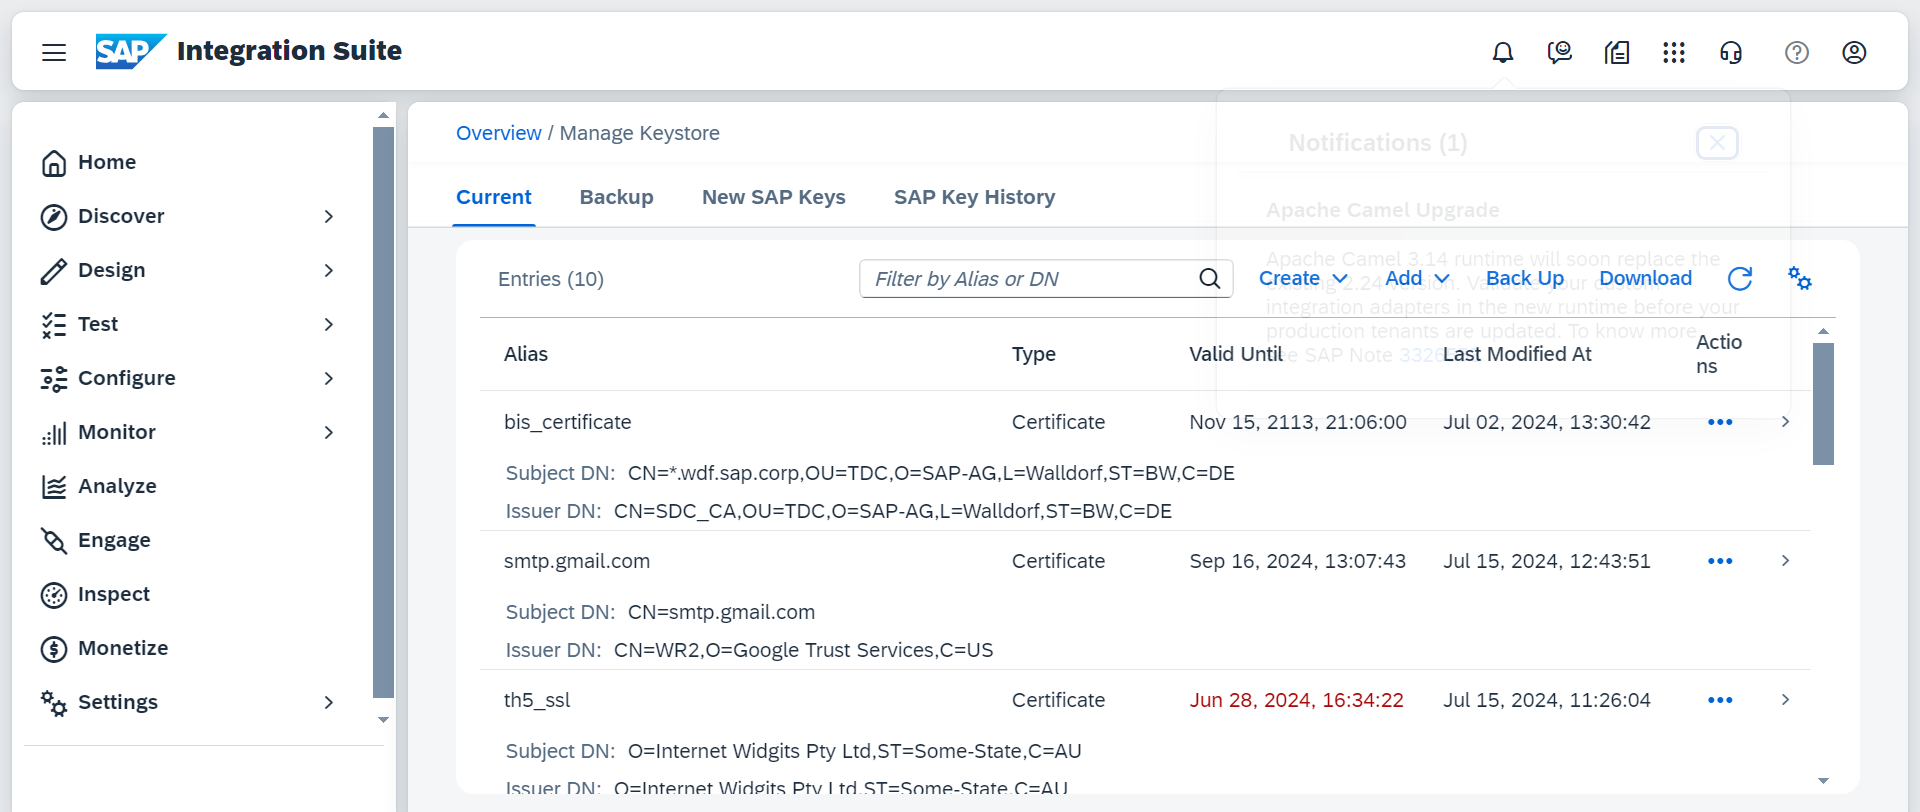 SAP Integration Suite
Home
Discover
Design
Test
Configure
Monitor
Analyze
Engage
Inspect
Monetize
Settings
Overview / Manage Keystore
Current Backup New SAP Keys SAP Key History
Notifications (1)
Apache Camel Upgrade
Apache Camel 3.14 runtime will soon replace the
2.24 version.
integration adapters in the new runtime before your
production tenants are updated. To know more,
SAP Note
Entries (10) Filter by Alias or DN Create Add Back Up Download
Alias Type Valid Until Last Modified At Actio
ns
bis_certificate Certificate Nov 15, 2113, 21:06:00 Jul 02, 2024, 13:30:42
Subject DN: CN=*.wdf.sap.corp,OU=TDC,O=SAP-AG,L=Walldorf,ST=BW,C=DE
Issuer DN: CN=SDC_CA,OU=TDC,O=SAP-AG,L=Walldorf,ST=BW,C=DE
smtp.gmail.com Certificate Sep 16, 2024, 13:07:43 Jul 15, 2024, 12:43:51
Subject DN: CN=smtp.gmail.com
Issuer DN: CN=WR2,O=Google Trust Services,C=US
th5_ssl Certificate Jun 28, 2024, 16:34:22 Jul 15, 2024, 11:26:04
Subject DN: O=Internet Widgits Pty Ltd,ST=Some-State,C=AU
Issuer DN: O=Internet Widgits Pty Ltd,ST=Some-State,C=AU